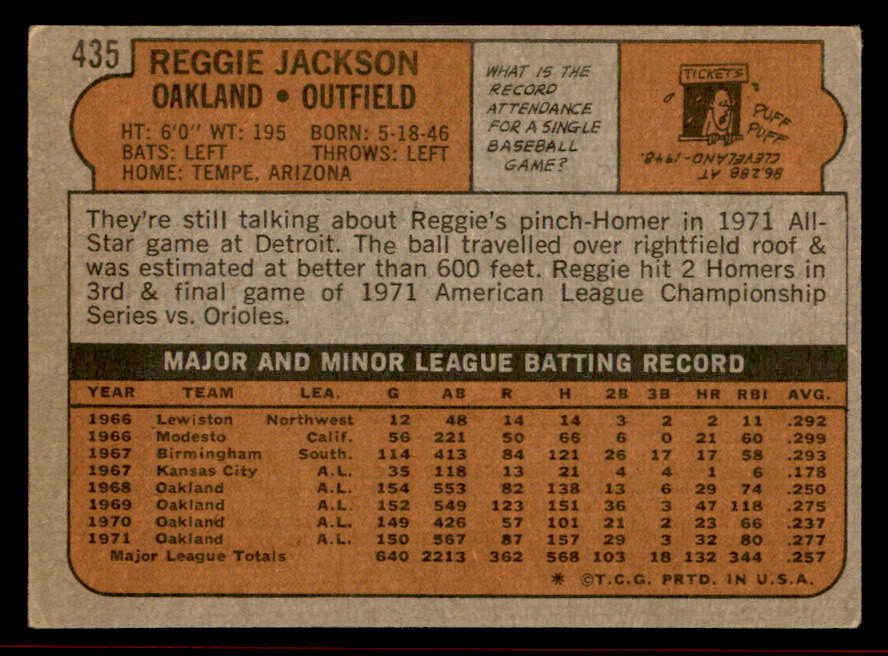 435
REGGIE JACKSON
OAKLAND • OUTFIELD
HT: 6'0" WT: 195 BORN: 5-18-46
BATS: LEFT THROWS: LEFT
HOME: TEMPE, ARIZONA
WHAT IS THE
RECORD
ATTENDANCE
FOR A SINGLE
BASEBALL
GAME?
TICKETS
PUFF
PUFF
86,288 AT
CLEVELAND-1948.
They're still talking about Reggie's pinch-Homer in 1971 All-
Star game at Detroit. The ball travelled over rightfield roof &
was estimated at better than 600 feet. Reggie hit 2 Homers in
3rd & final game of 1971 American League Championship
Series vs. Orioles.
MAJOR AND MINOR LEAGUE BATTING RECORD
YEAR TEAM LEA. G AB R H 2B 3B HR RBI AVG.
1966 Lewiston Northwest 12 48 14 14 3 2 2 11 .292
1966 Modesto Calif. 56 221 50 66 6 0 21 60 .299
1967 Birmingham South. 114 413 84 121 26 17 17 58 .293
1967 Kansas City A.L. 35 118 13 21 4 4 1 6 .178
1968 Oakland A.L. 154 553 82 138 13 6 29 74 .250
1969 Oakland A.L. 152 549 123 151 36 3 47 118 .275
1970 Oakland A.L. 149 426 57 101 21 2 23 66 .237
1971 Oakland A.L. 150 567 87 157 29 3 32 80 .277
Major League Totals 640 2213 362 568 103 18 132 344 .257
* ©T.C.G. PRTD. IN U.S.A.